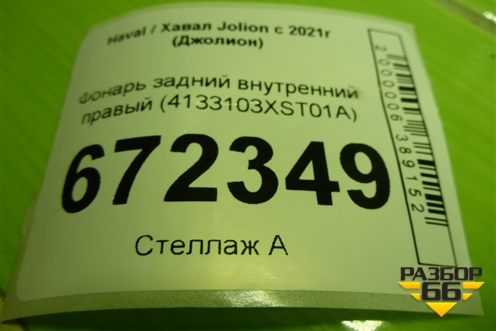 Haval / Хавал Jolion с 2021г
(Джолион)
Фонарь задний внутренний
правый (4133103XST01A)
672349
Стеллаж А
2000006389152
РАЗБОР
66